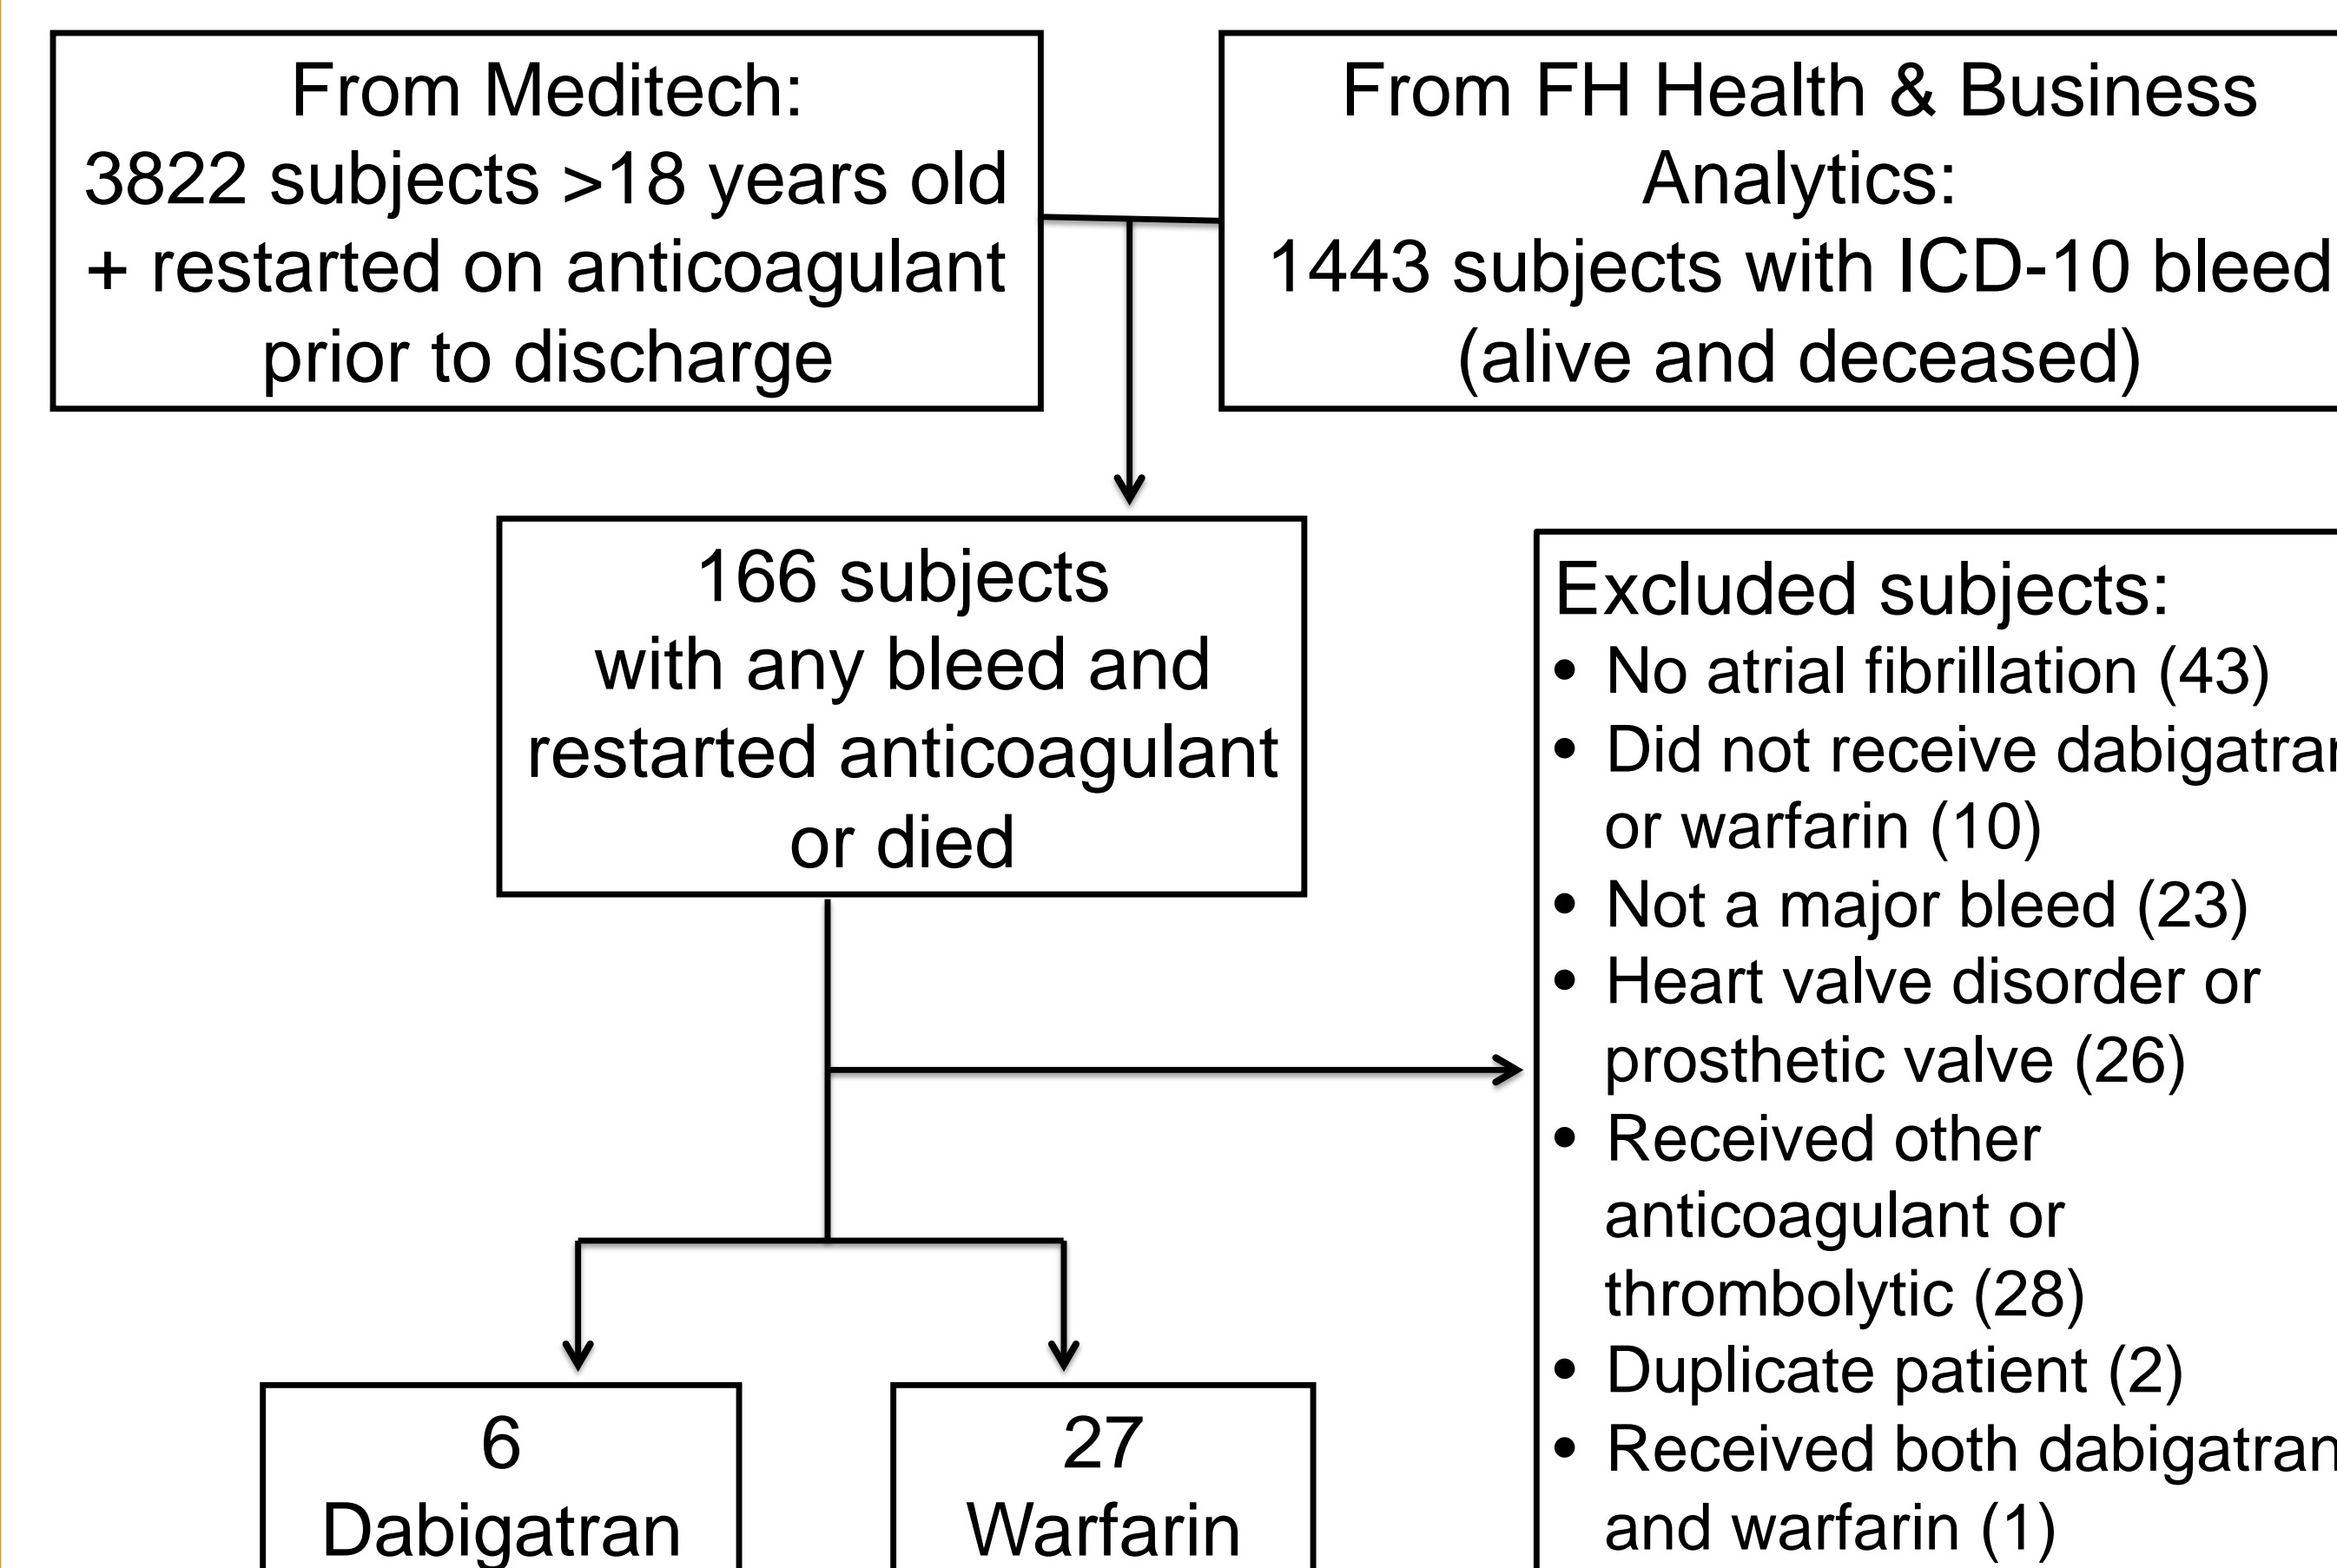 From Meditech:
3822 subjects >18 years old
+ restarted on anticoagulant
prior to discharge
From FH Health & Business
Analytics:
1443 subjects with ICD-10 bleed
(alive and deceased)
166 subjects
with any bleed and
restarted anticoagulant
or died
Excluded subjects:
• No atrial fibrillation (43)
• Did not receive dabigatran
or warfarin (10)
• Not a major bleed (23)
• Heart valve disorder or
prosthetic valve (26)
• Received other
anticoagulant or
thrombolytic (28)
• Duplicate patient (2)
• Received both dabigatran
and warfarin (1)
6
Dabigatran
27
Warfarin